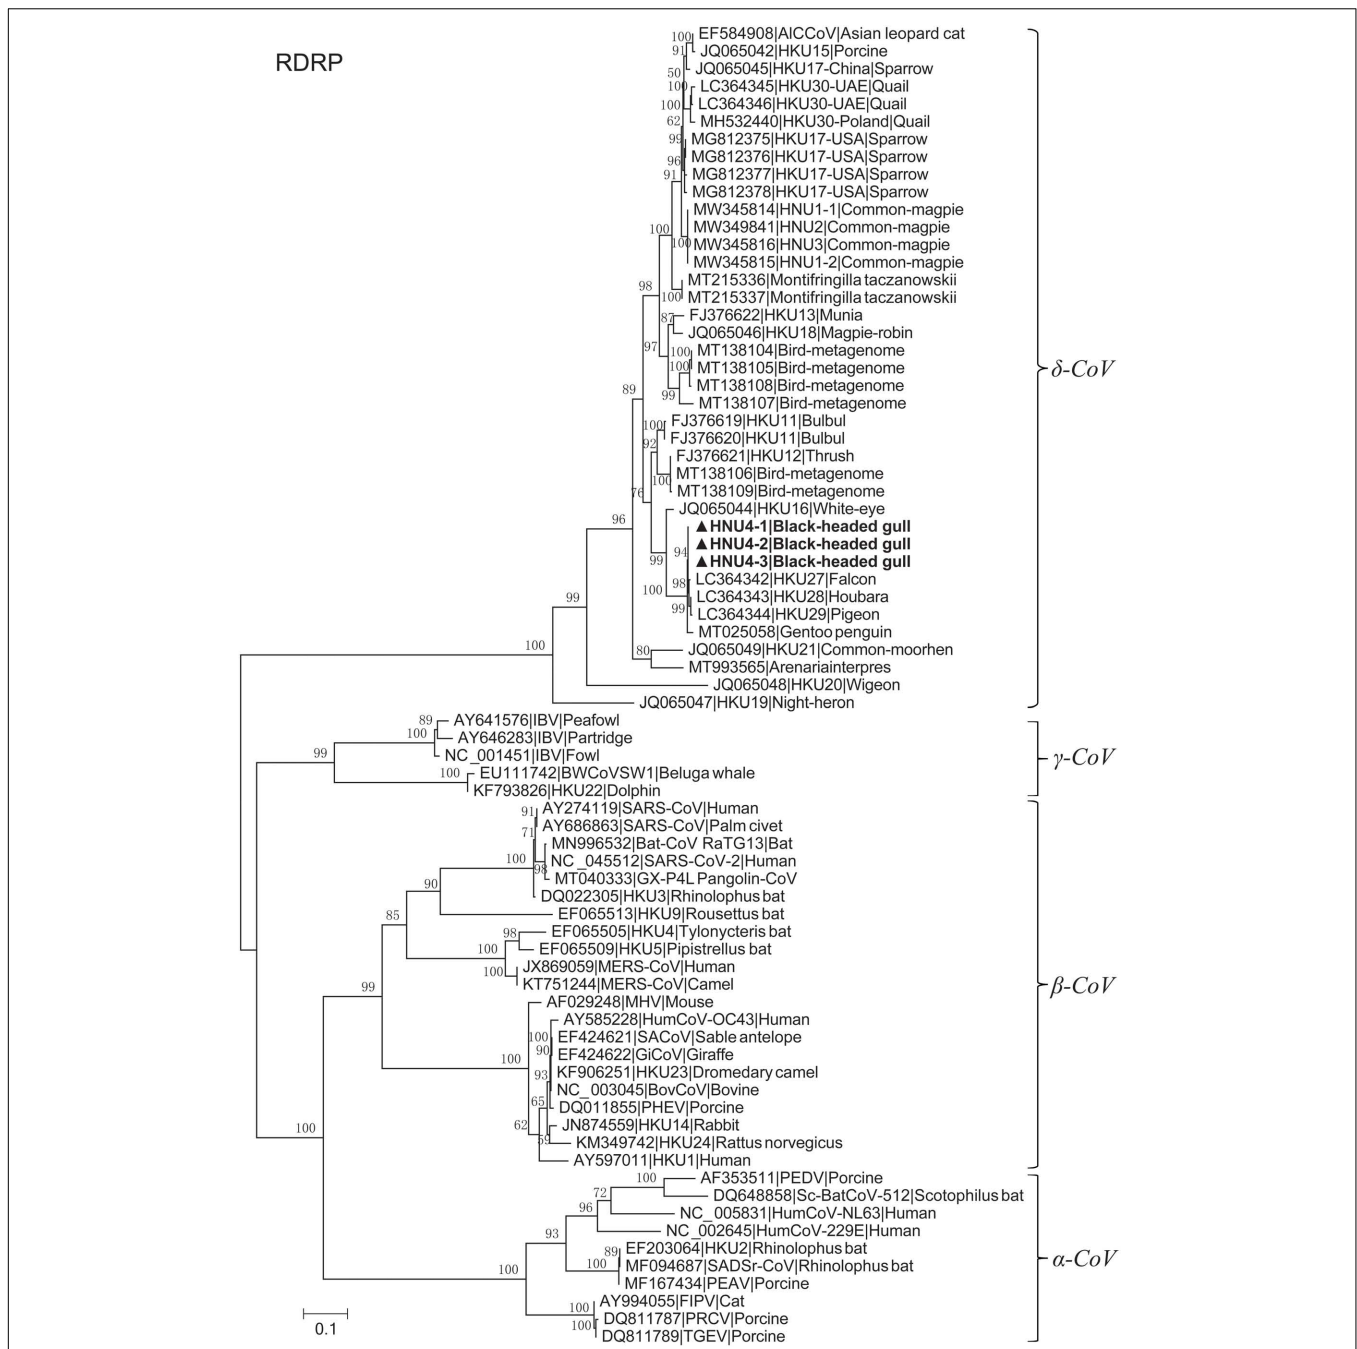 RDRP
EF584908|AlCCoV|Asian leopard cat
JQ065042|HKU15|Porcine
JQ065045|HKU17-China|Sparrow
LC364345|HKU30-UAE|Quail
LC364346|HKU30-UAE|Quail
MH532440|HKU30-Poland|Quail
MG812375|HKU17-USA|Sparrow
MG812376|HKU17-USA|Sparrow
MG812377|HKU17-USA|Sparrow
MG812378|HKU17-USA|Sparrow
MW345814|HNU1-1|Common-magpie
MW349841|HNU2|Common-magpie
MW345816|HNU3|Common-magpie
MW345815|HNU1-2|Common-magpie
MT215336|Montifringilla taczanowskii
MT215337|Montifringilla taczanowskii
FJ376622|HKU13|Munia
JQ065046|HKU18|Magpie-robin
MT138104|Bird-metagenome
MT138105|Bird-metagenome
MT138108|Bird-metagenome
MT138107|Bird-metagenome
FJ376619|HKU11|Bulbul
FJ376620|HKU11|Bulbul
FJ376621|HKU12|Thrush
MT138106|Bird-metagenome
MT138109|Bird-metagenome
JQ065044|HKU16|White-eye
▲HNU4-1|Black-headed gull
▲HNU4-2|Black-headed gull
▲HNU4-3|Black-headed gull
LC364342|HKU27|Falcon
LC364343|HKU28|Houbara
LC364344|HKU29|Pigeon
MT025058|Gentoo penguin
JQ065049|HKU21|Common-moorhen
MT993565|Arenariainterpres
JQ065048|HKU20|Wigeon
JQ065047|HKU19|Night-heron
δ-CoV
AY641576|IBV|Peafowl
AY646283|IBV|Partridge
NC_001451|IBV|Fowl
EU111742|BWCoVSW1|Beluga whale
KF793826|HKU22|Dolphin
γ-CoV
AY274119|SARS-CoV|Human
AY686863|SARS-CoV|Palm civet
MN996532|Bat-CoV RaTG13|Bat
NC_045512|SARS-CoV-2|Human
MT040333|GX-P4L Pangolin-CoV
DQ022305|HKU3|Rhinolophus bat
EF065513|HKU9|Rousettus bat
EF065505|HKU4|Tylonycteris bat
EF065509|HKU5|Pipistrellus bat
JX869059|MERS-CoV|Human
KT751244|MERS-CoV|Camel
AF029248|MHV|Mouse
AY585228|HumCoV-OC43|Human
EF424621|SACoV|Sable antelope
EF424622|GiCoV|Giraffe
KF906251|HKU23|Dromedary camel
NC_003045|BovCoV|Bovine
DQ011855|PHEV|Porcine
JN874559|HKU14|Rabbit
KM349742|HKU24|Rattus norvegicus
AY597011|HKU1|Human
β-CoV
AF353511|PEDV|Porcine
DQ648858|Sc-BatCoV-512|Scotophilus bat
NC_005831|HumCoV-NL63|Human
NC_002645|HumCoV-229E|Human
EF203064|HKU2|Rhinolophus bat
MF094687|SADSr-CoV|Rhinolophus bat
MF167434|PEAV|Porcine
AY994055|FIPV|Cat
DQ811787|PRCV|Porcine
DQ811789|TGEV|Porcine
α-CoV
100
91
50
100
100
62
99
96
91
100
100
100
98
87
97
100
100
99
89
100
92
100
76
96
94
99
98
100
99
99
80
100
89
100
99
100
91
71
100
98
90
85
98
100
100
99
100
90
100
93
65
62
59
100
100
72
96
93
89
100
100
100
100
0.1